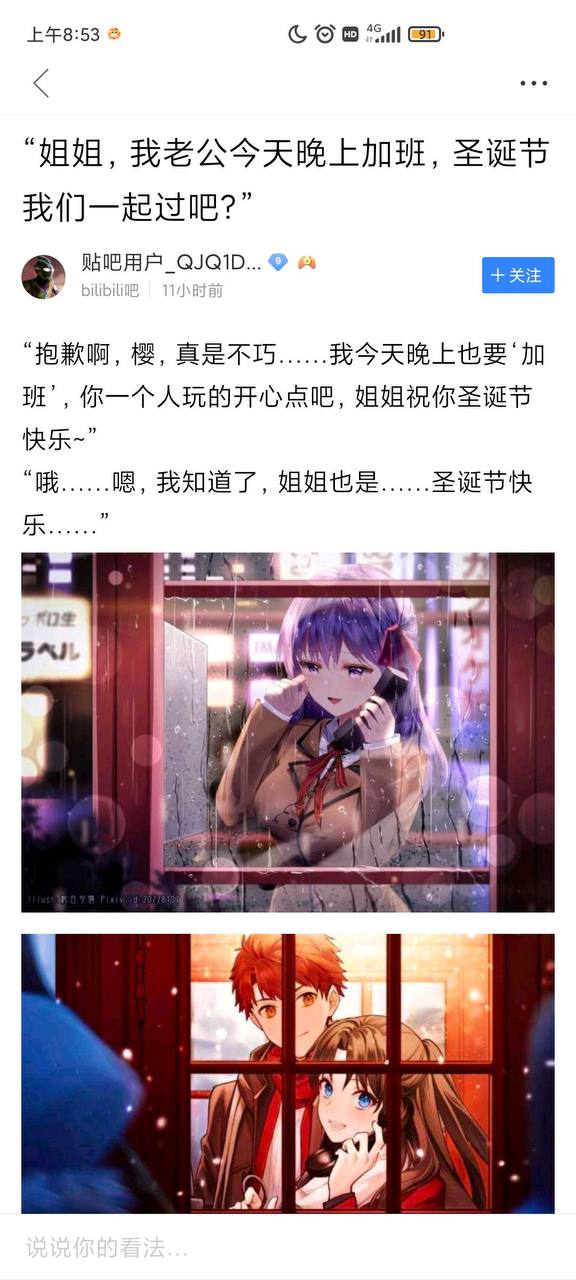 上午8:53
HD
4G
91
“姐姐，我老公今天晚上加班，圣诞节
我们一起过吧？”
贴吧用户_QJQ1D...
9
bilibili吧
11小时前
+关注
“抱歉啊，樱，真是不巧……我今天晚上也要‘加
班’，你一个人玩的开心点吧，姐姐祝你圣诞节
快乐~”
“哦……嗯，我知道了，姐姐也是……圣诞节快
乐……”
ラベル
Pixiv id 20778107
说说你的看法...